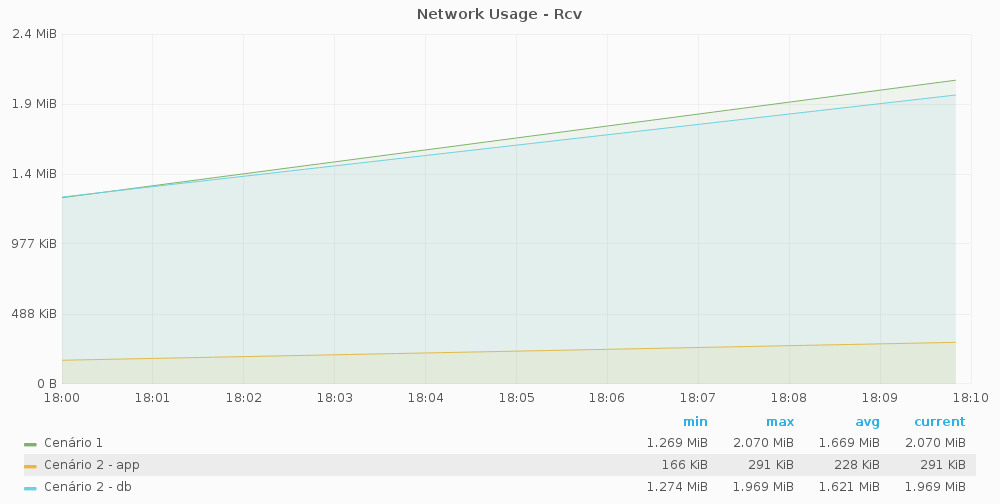 Network Usage - Rcv
2.4 MiB
1.9 MiB
1.4 MiB
977 KiB
488 KiB
0 B
18:00 18:01 18:02 18:03 18:04 18:05 18:06 18:07 18:08 18:09 18:10
min max avg current
Cenário 1 1.269 MiB 2.070 MiB 1.669 MiB 2.070 MiB
Cenário 2 - app 166 KiB 291 KiB 228 KiB 291 KiB
Cenário 2 - db 1.274 MiB 1.969 MiB 1.621 MiB 1.969 MiB